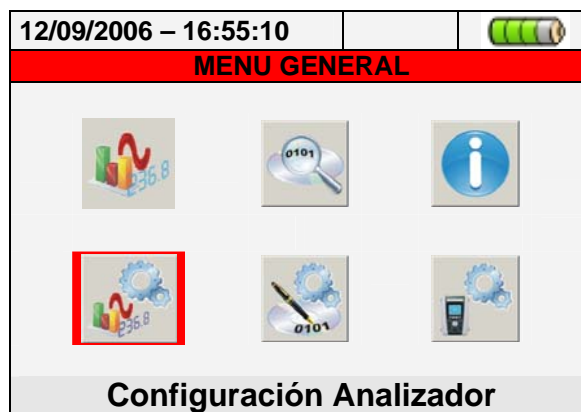 12/09/2006 – 16:55:10
MENU GENERAL
236.8
0101
236.8
0101
Configuración Analizador